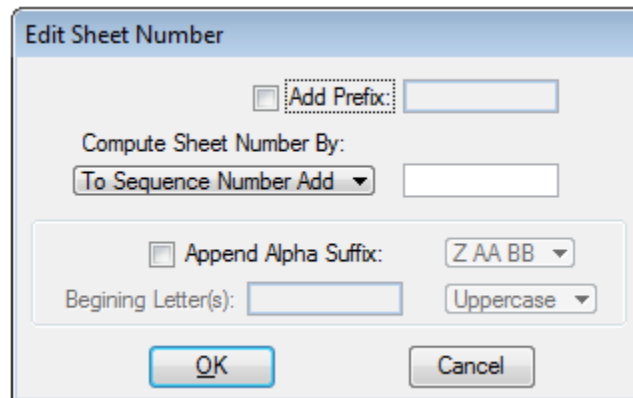 Edit Sheet Number
Add Prefix:
Compute Sheet Number By:
To Sequence Number Add
Append Alpha Suffix: Z AA BB
Begining Letter(s): Uppercase
OK Cancel